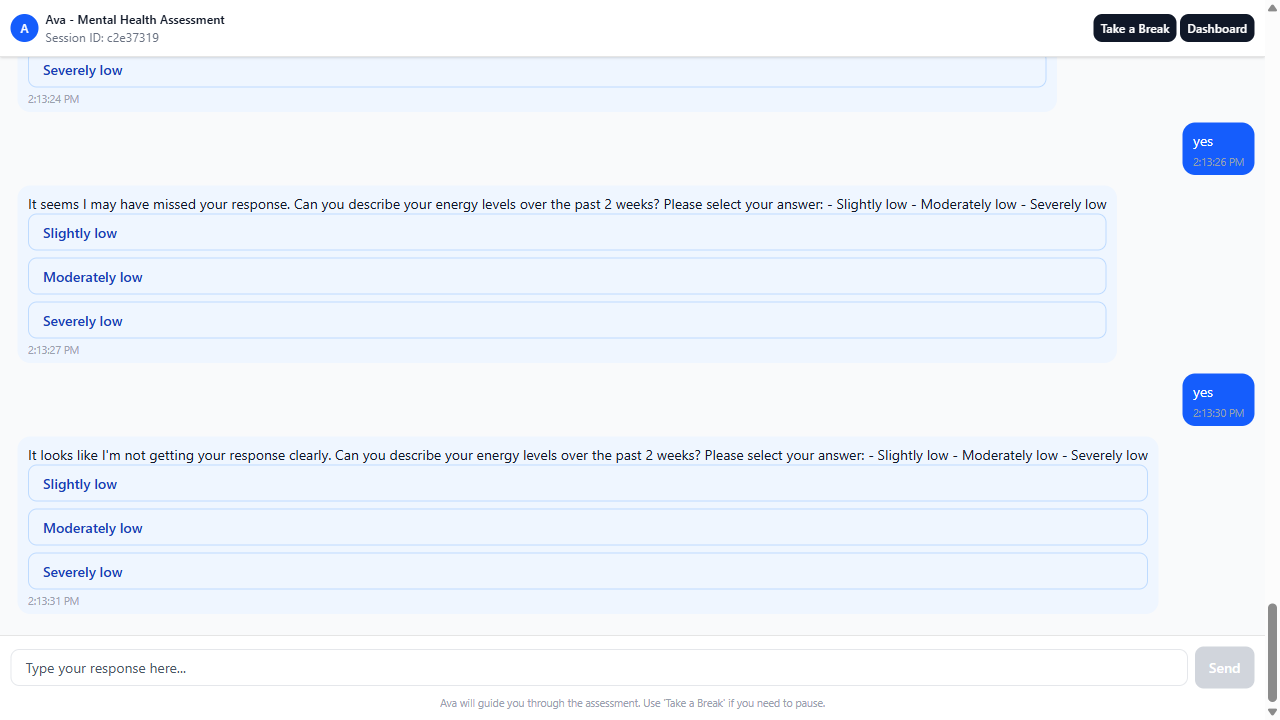 A
Ava - Mental Health Assessment
Session ID: c2e37319
Take a Break
Dashboard
Severely low
2:13:24 PM
yes
2:13:26 PM
It seems I may have missed your response. Can you describe your energy levels over the past 2 weeks? Please select your answer: - Slightly low - Moderately low - Severely low
Slightly low
Moderately low
Severely low
2:13:27 PM
yes
2:13:30 PM
It looks like I'm not getting your response clearly. Can you describe your energy levels over the past 2 weeks? Please select your answer: - Slightly low - Moderately low - Severely low
Slightly low
Moderately low
Severely low
2:13:31 PM
Type your response here...
Send
Ava will guide you through the assessment. Use 'Take a Break' if you need to pause.